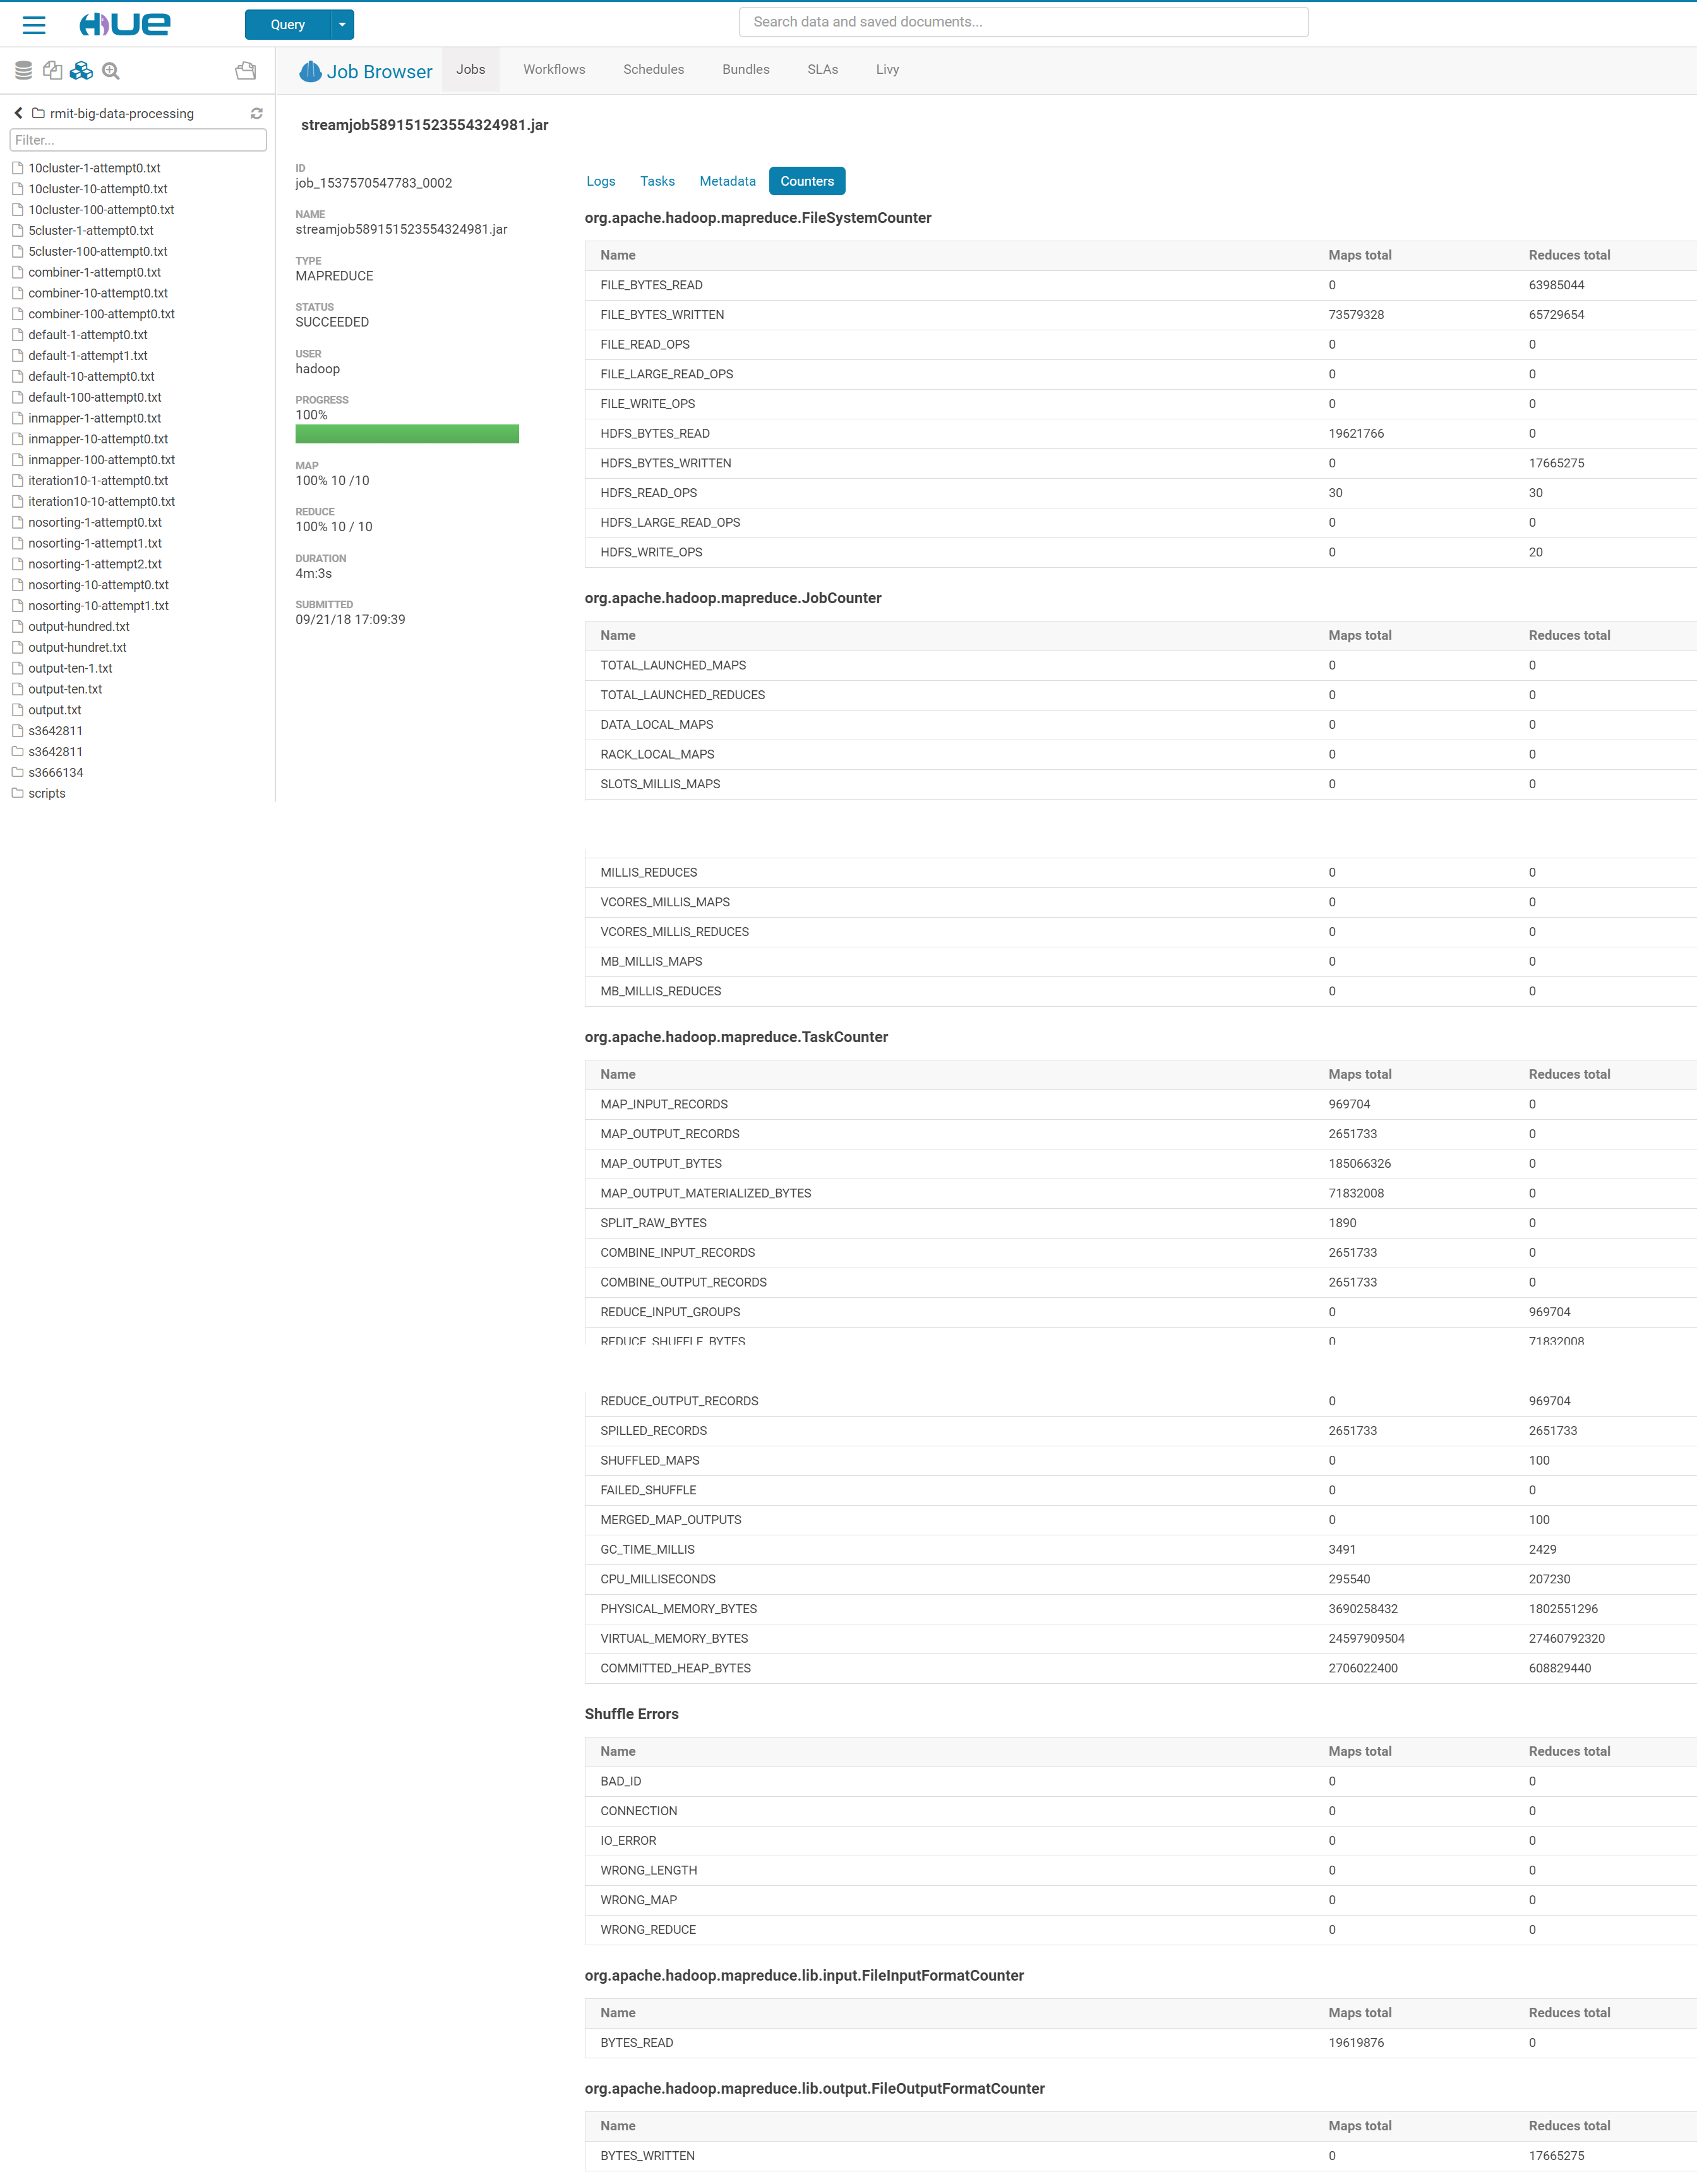 HUE
Query
Search data and saved documents...
Job Browser
Jobs Workflows Schedules Bundles SLAs Livy
rmit-big-data-processing
Filter...
10cluster-1-attempt0.txt
10cluster-10-attempt0.txt
10cluster-100-attempt0.txt
5cluster-1-attempt0.txt
5cluster-100-attempt0.txt
combiner-1-attempt0.txt
combiner-10-attempt0.txt
combiner-100-attempt0.txt
default-1-attempt0.txt
default-1-attempt1.txt
default-10-attempt0.txt
default-100-attempt0.txt
inmapper-1-attempt0.txt
inmapper-10-attempt0.txt
inmapper-100-attempt0.txt
iteration10-1-attempt0.txt
iteration10-10-attempt0.txt
nosorting-1-attempt0.txt
nosorting-1-attempt1.txt
nosorting-1-attempt2.txt
nosorting-10-attempt0.txt
nosorting-10-attempt1.txt
output-hundred.txt
output-hundret.txt
output-ten-1.txt
output-ten.txt
output.txt
s3642811
s3642811
s3666134
scripts
streamjob589151523554324981.jar
ID
job_1537570547783_0002
NAME
streamjob589151523554324981.jar
TYPE
MAPREDUCE
STATUS
SUCCEEDED
USER
hadoop
PROGRESS
100%
MAP
100% 10 /10
REDUCE
100% 10 / 10
DURATION
4m:3s
SUBMITTED
09/21/18 17:09:39
Logs Tasks Metadata Counters
org.apache.hadoop.mapreduce.FileSystemCounter
Name Maps total Reduces total
FILE_BYTES_READ 0 63985044
FILE_BYTES_WRITTEN 73579328 65729654
FILE_READ_OPS 0 0
FILE_LARGE_READ_OPS 0 0
FILE_WRITE_OPS 0 0
HDFS_BYTES_READ 19621766 0
HDFS_BYTES_WRITTEN 0 17665275
HDFS_READ_OPS 30 30
HDFS_LARGE_READ_OPS 0 0
HDFS_WRITE_OPS 0 20
org.apache.hadoop.mapreduce.JobCounter
Name Maps total Reduces total
TOTAL_LAUNCHED_MAPS 0 0
TOTAL_LAUNCHED_REDUCES 0 0
DATA_LOCAL_MAPS 0 0
RACK_LOCAL_MAPS 0 0
SLOTS_MILLIS_MAPS 0 0
MILLIS_REDUCES 0 0
VCORES_MILLIS_MAPS 0 0
VCORES_MILLIS_REDUCES 0 0
MB_MILLIS_MAPS 0 0
MB_MILLIS_REDUCES 0 0
org.apache.hadoop.mapreduce.TaskCounter
Name Maps total Reduces total
MAP_INPUT_RECORDS 969704 0
MAP_OUTPUT_RECORDS 2651733 0
MAP_OUTPUT_BYTES 185066326 0
MAP_OUTPUT_MATERIALIZED_BYTES 71832008 0
SPLIT_RAW_BYTES 1890 0
COMBINE_INPUT_RECORDS 2651733 0
COMBINE_OUTPUT_RECORDS 2651733 0
REDUCE_INPUT_GROUPS 0 969704
REDUCE_SHUFFLE_BYTES 0 71832008
REDUCE_OUTPUT_RECORDS 0 969704
SPILLED_RECORDS 2651733 2651733
SHUFFLED_MAPS 0 100
FAILED_SHUFFLE 0 0
MERGED_MAP_OUTPUTS 0 100
GC_TIME_MILLIS 3491 2429
CPU_MILLISECONDS 295540 207230
PHYSICAL_MEMORY_BYTES 3690258432 1802551296
VIRTUAL_MEMORY_BYTES 24597909504 27460792320
COMMITTED_HEAP_BYTES 2706022400 608829440
Shuffle Errors
Name Maps total Reduces total
BAD_ID 0 0
CONNECTION 0 0
IO_ERROR 0 0
WRONG_LENGTH 0 0
WRONG_MAP 0 0
WRONG_REDUCE 0 0
org.apache.hadoop.mapreduce.lib.input.FileInputFormatCounter
Name Maps total Reduces total
BYTES_READ 19619876 0
org.apache.hadoop.mapreduce.lib.output.FileOutputFormatCounter
Name Maps total Reduces total
BYTES_WRITTEN 0 17665275